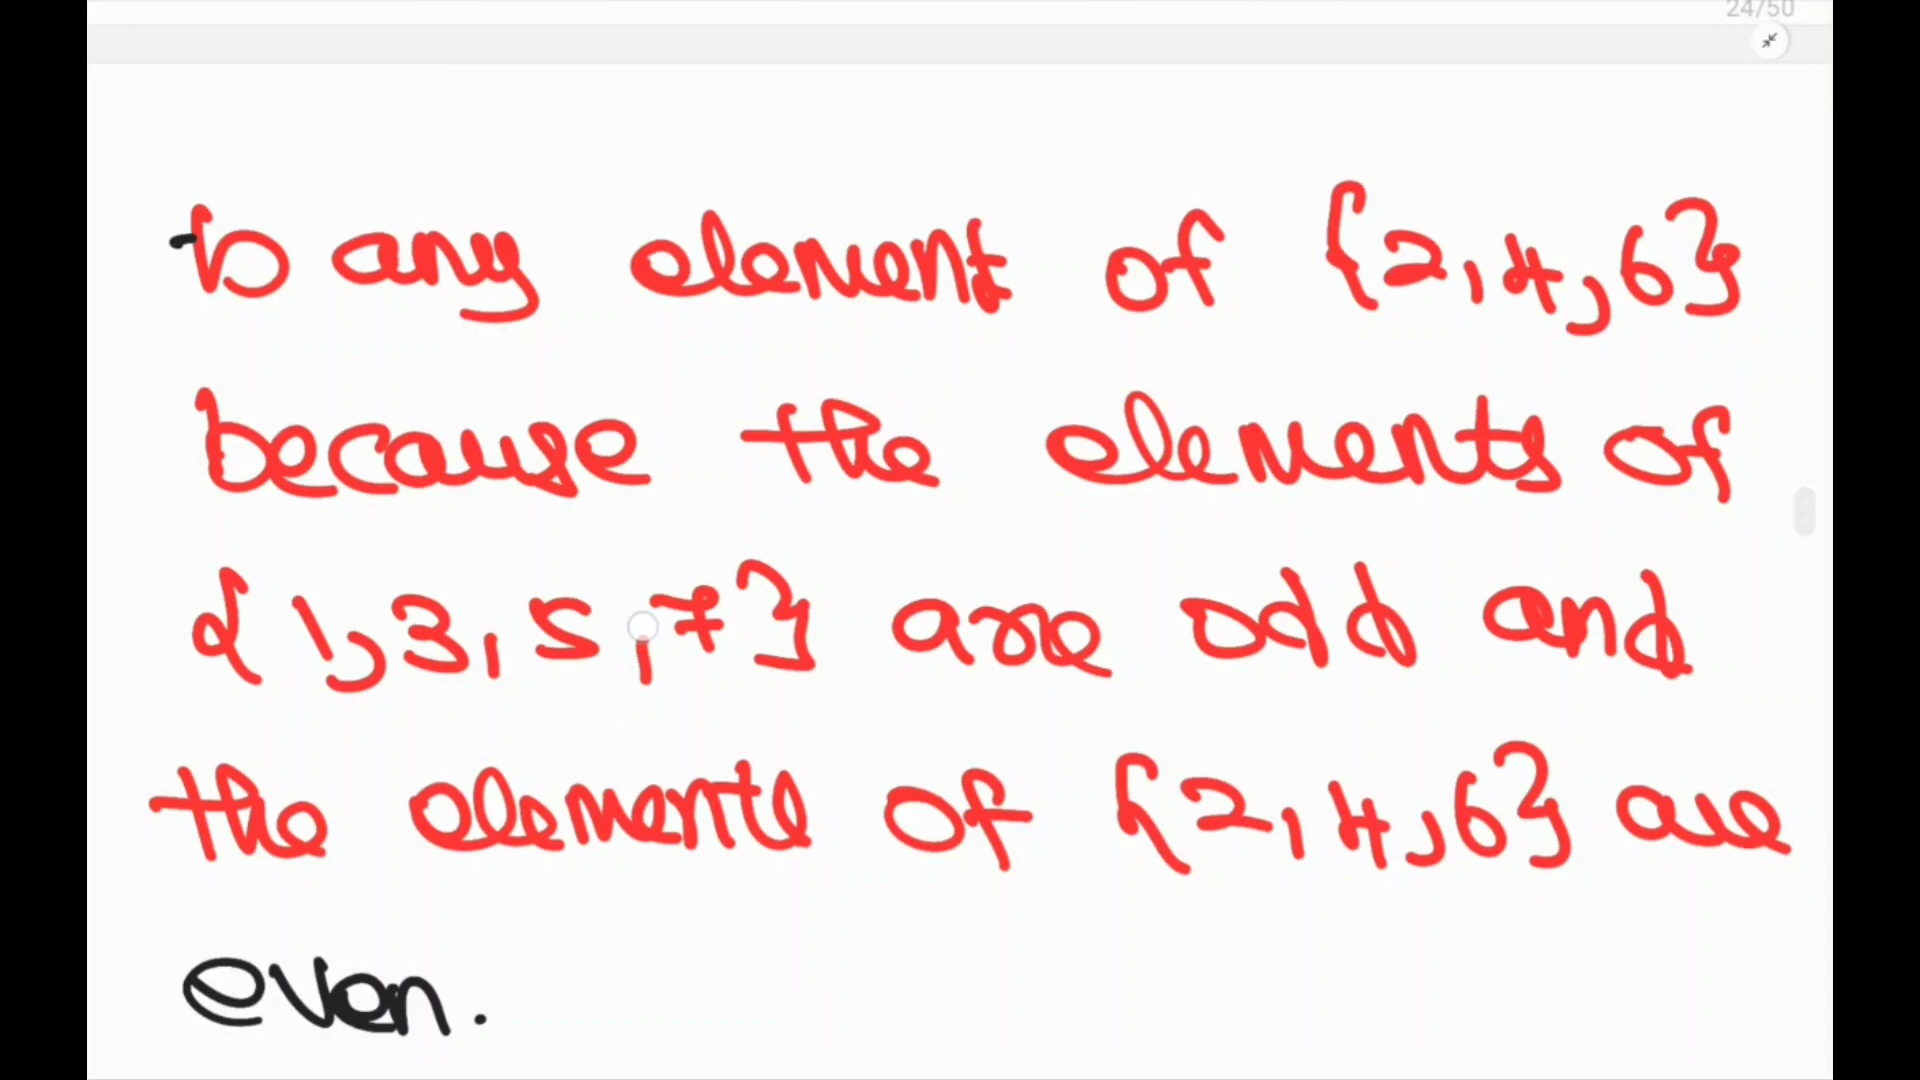 24/50
to any element of {2,4,6}
because the elements of
{1,3,5,7} are odd and
the elements of {2,4,6} are
even.